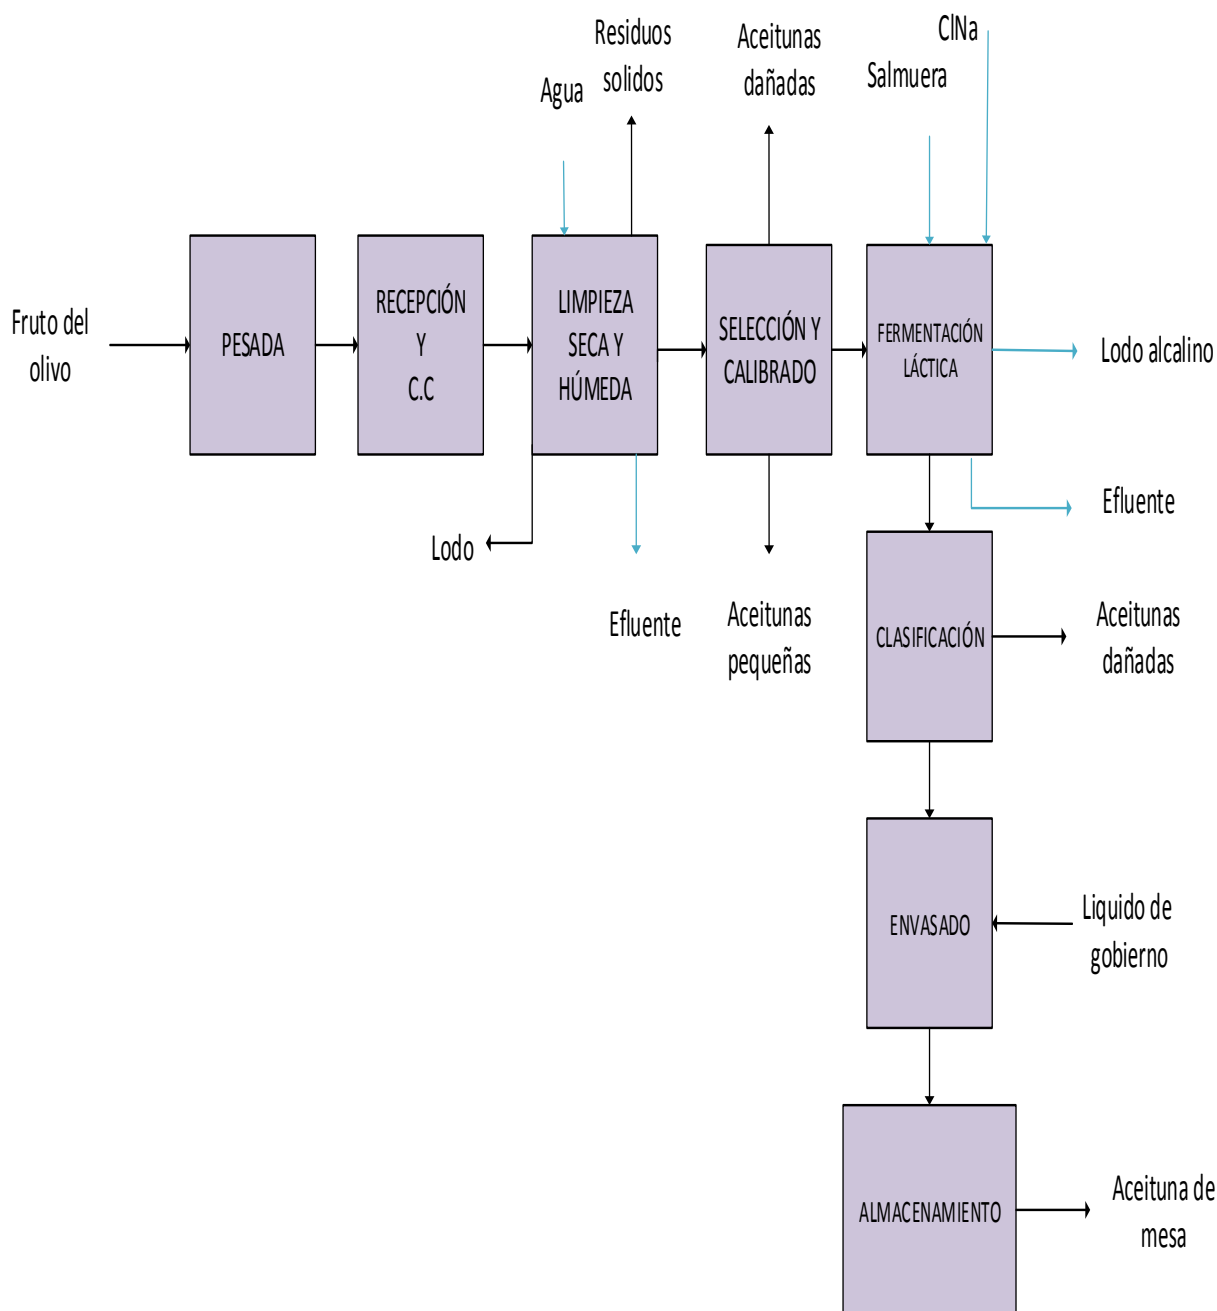 Residuos
solidos
Agua
Aceitunas
dañadas
ClNa
Salmuera
Fruto del
olivo
PESADA
RECEPCIÓN
Y
C.C
LIMPIEZA
SECA Y
HÚMEDA
SELECCIÓN Y
CALIBRADO
FERMENTACIÓN
LÁCTICA
Lodo alcalino
Lodo
Efluente
Aceitunas
pequeñas
Efluente
CLASIFICACIÓN
Aceitunas
dañadas
ENVASADO
Liquido de
gobierno
ALMACENAMIENTO
Aceituna de
mesa